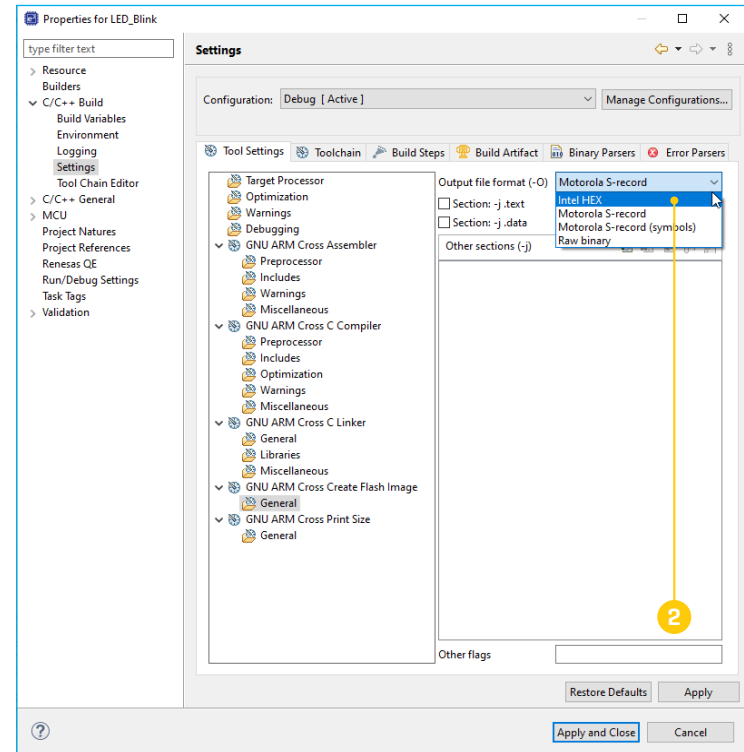 Properties for LED_Blink
type filter text
Resource
Builders
C/C++ Build
Build Variables
Environment
Logging
Settings
Tool Chain Editor
C/C++ General
MCU
Project Natures
Project References
Renesas QE
Run/Debug Settings
Task Tags
Validation
Settings
Configuration: Debug [ Active ]
Manage Configurations...
Tool Settings Toolchain Build Steps Build Artifact Binary Parsers Error Parsers
Target Processor
Optimization
Warnings
Debugging
GNU ARM Cross Assembler
Preprocessor
Includes
Warnings
Miscellaneous
GNU ARM Cross C Compiler
Preprocessor
Includes
Optimization
Warnings
Miscellaneous
GNU ARM Cross C Linker
General
Libraries
Miscellaneous
GNU ARM Cross Create Flash Image
General
GNU ARM Cross Print Size
General
Output file format (-O) Motorola S-record
Intel HEX
Motorola S-record
Motorola S-record (symbols)
Raw binary
Section: -j .text
Section: -j .data
Other sections (-j)
2
Other flags
Restore Defaults Apply
? Apply and Close Cancel